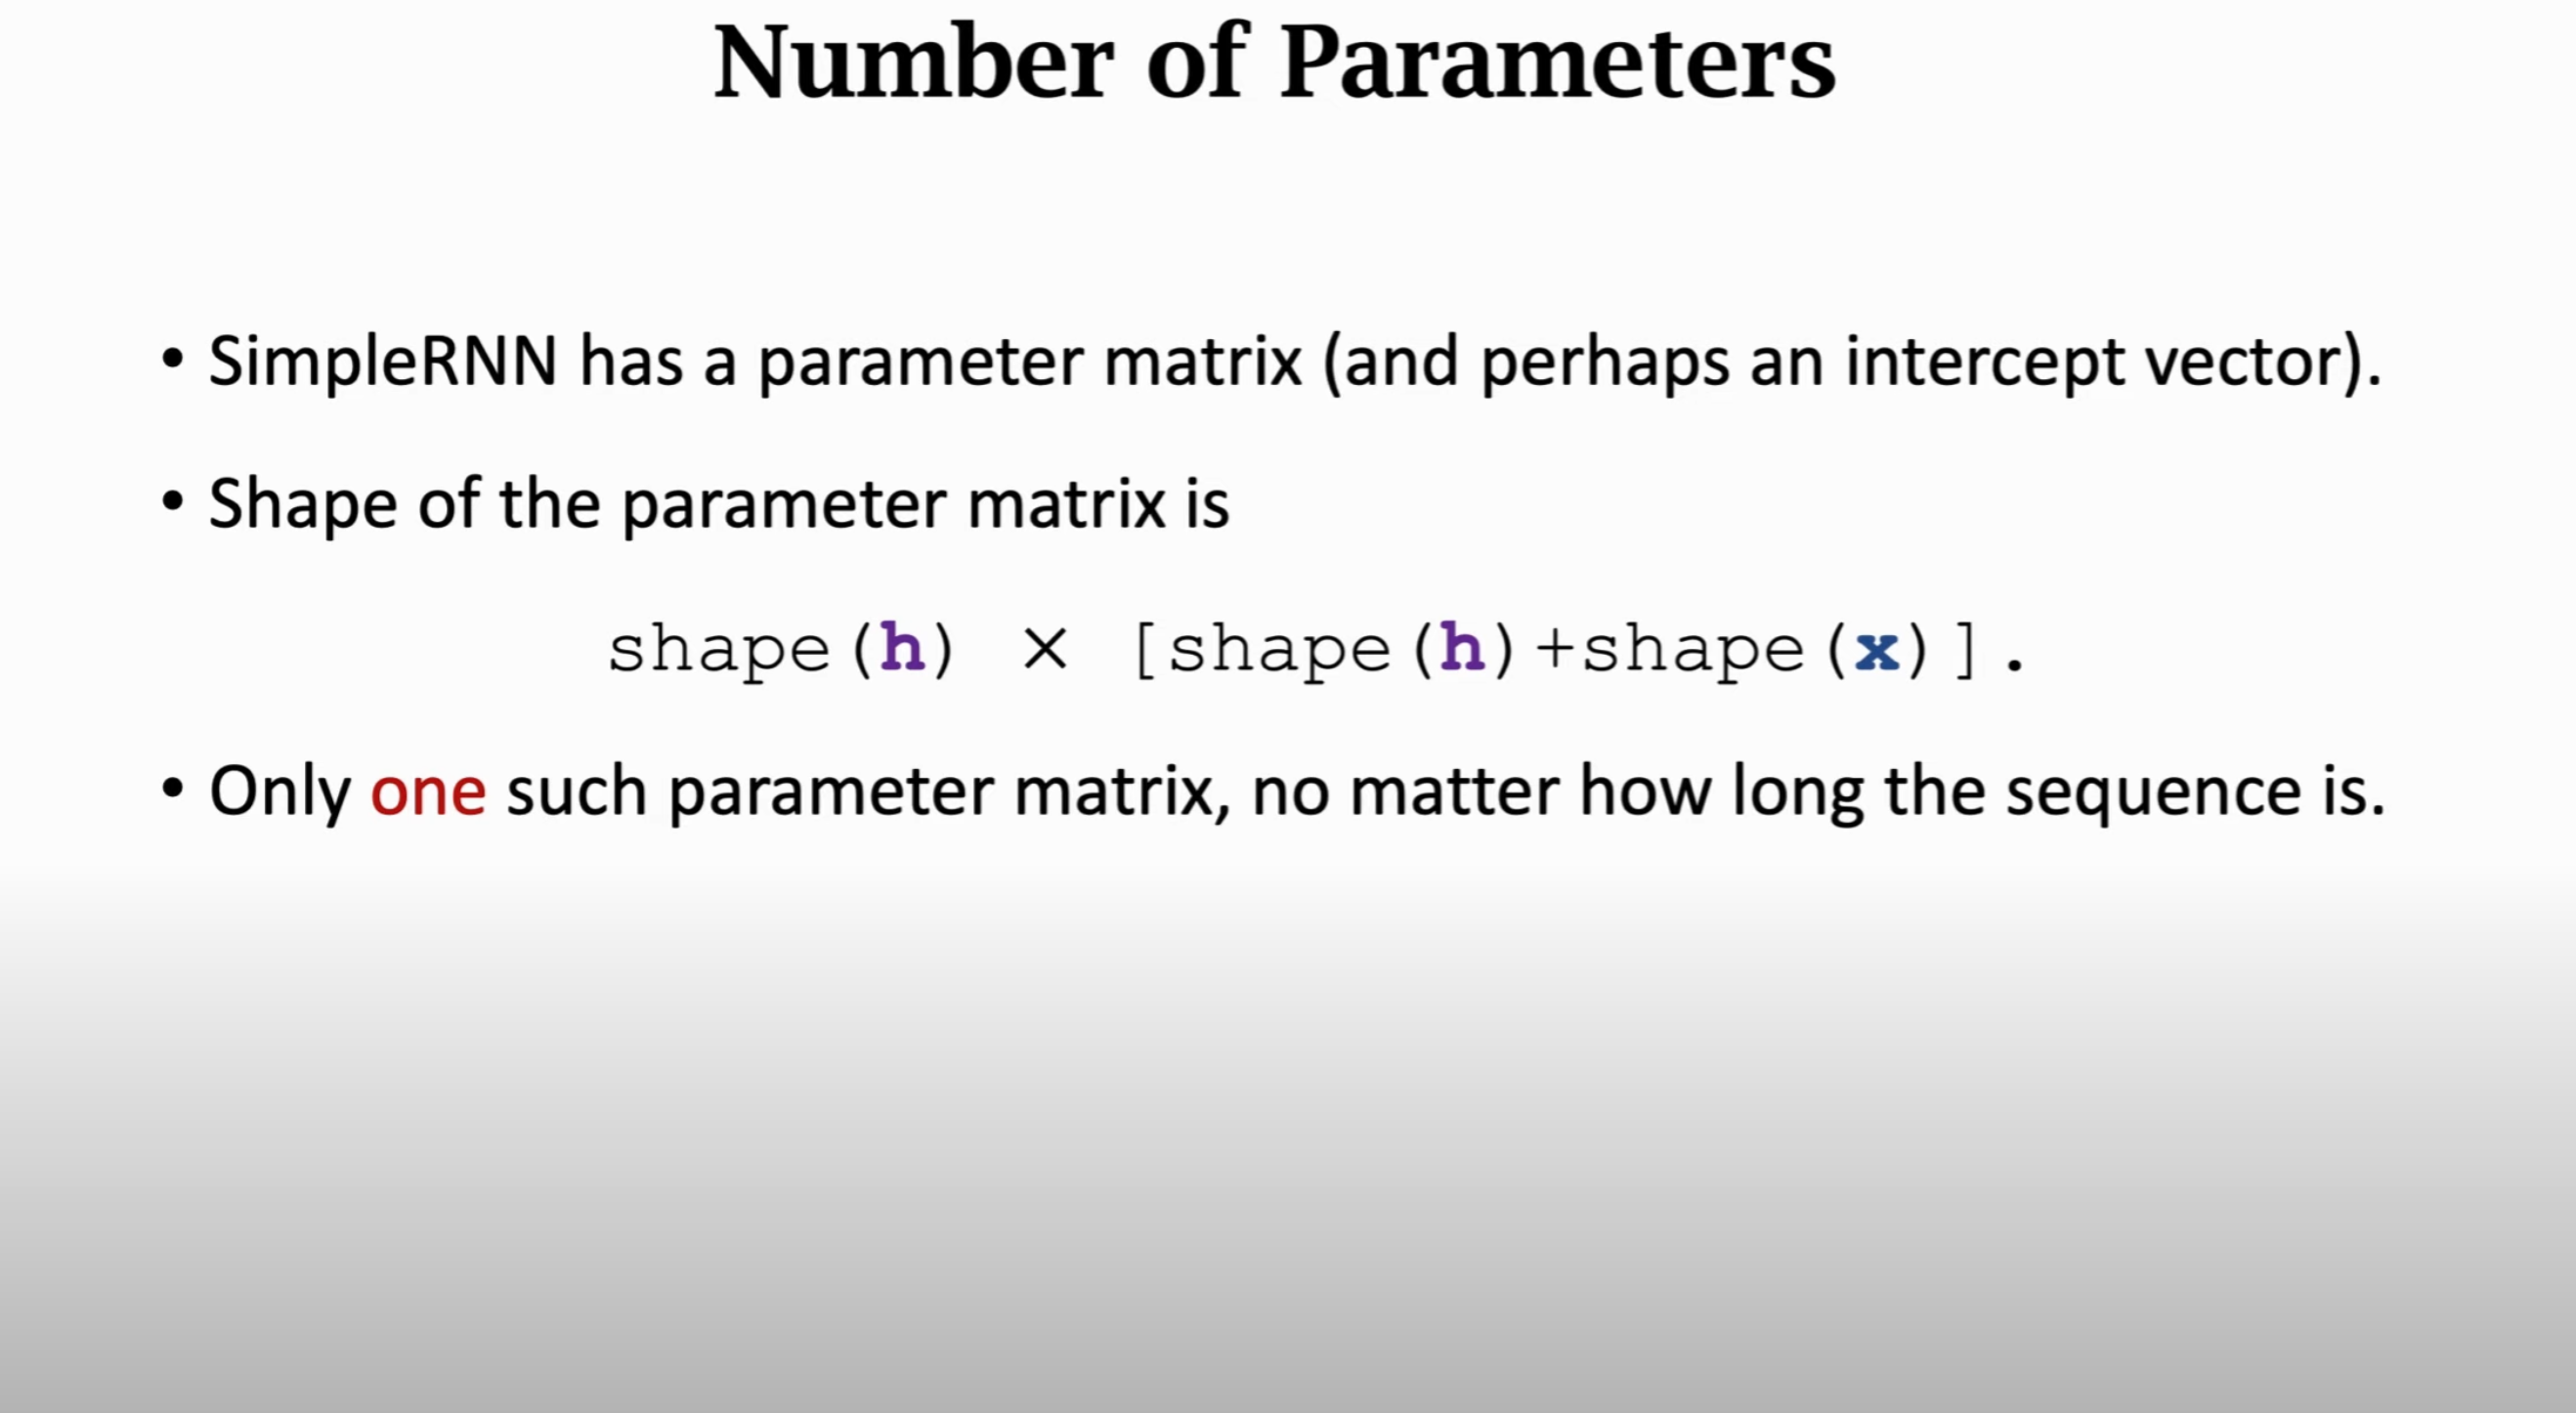 Number of Parameters
• SimpleRNN has a parameter matrix (and perhaps an intercept vector).
• Shape of the parameter matrix is
shape(h) × [shape(h)+shape(x)].
• Only one such parameter matrix, no matter how long the sequence is.